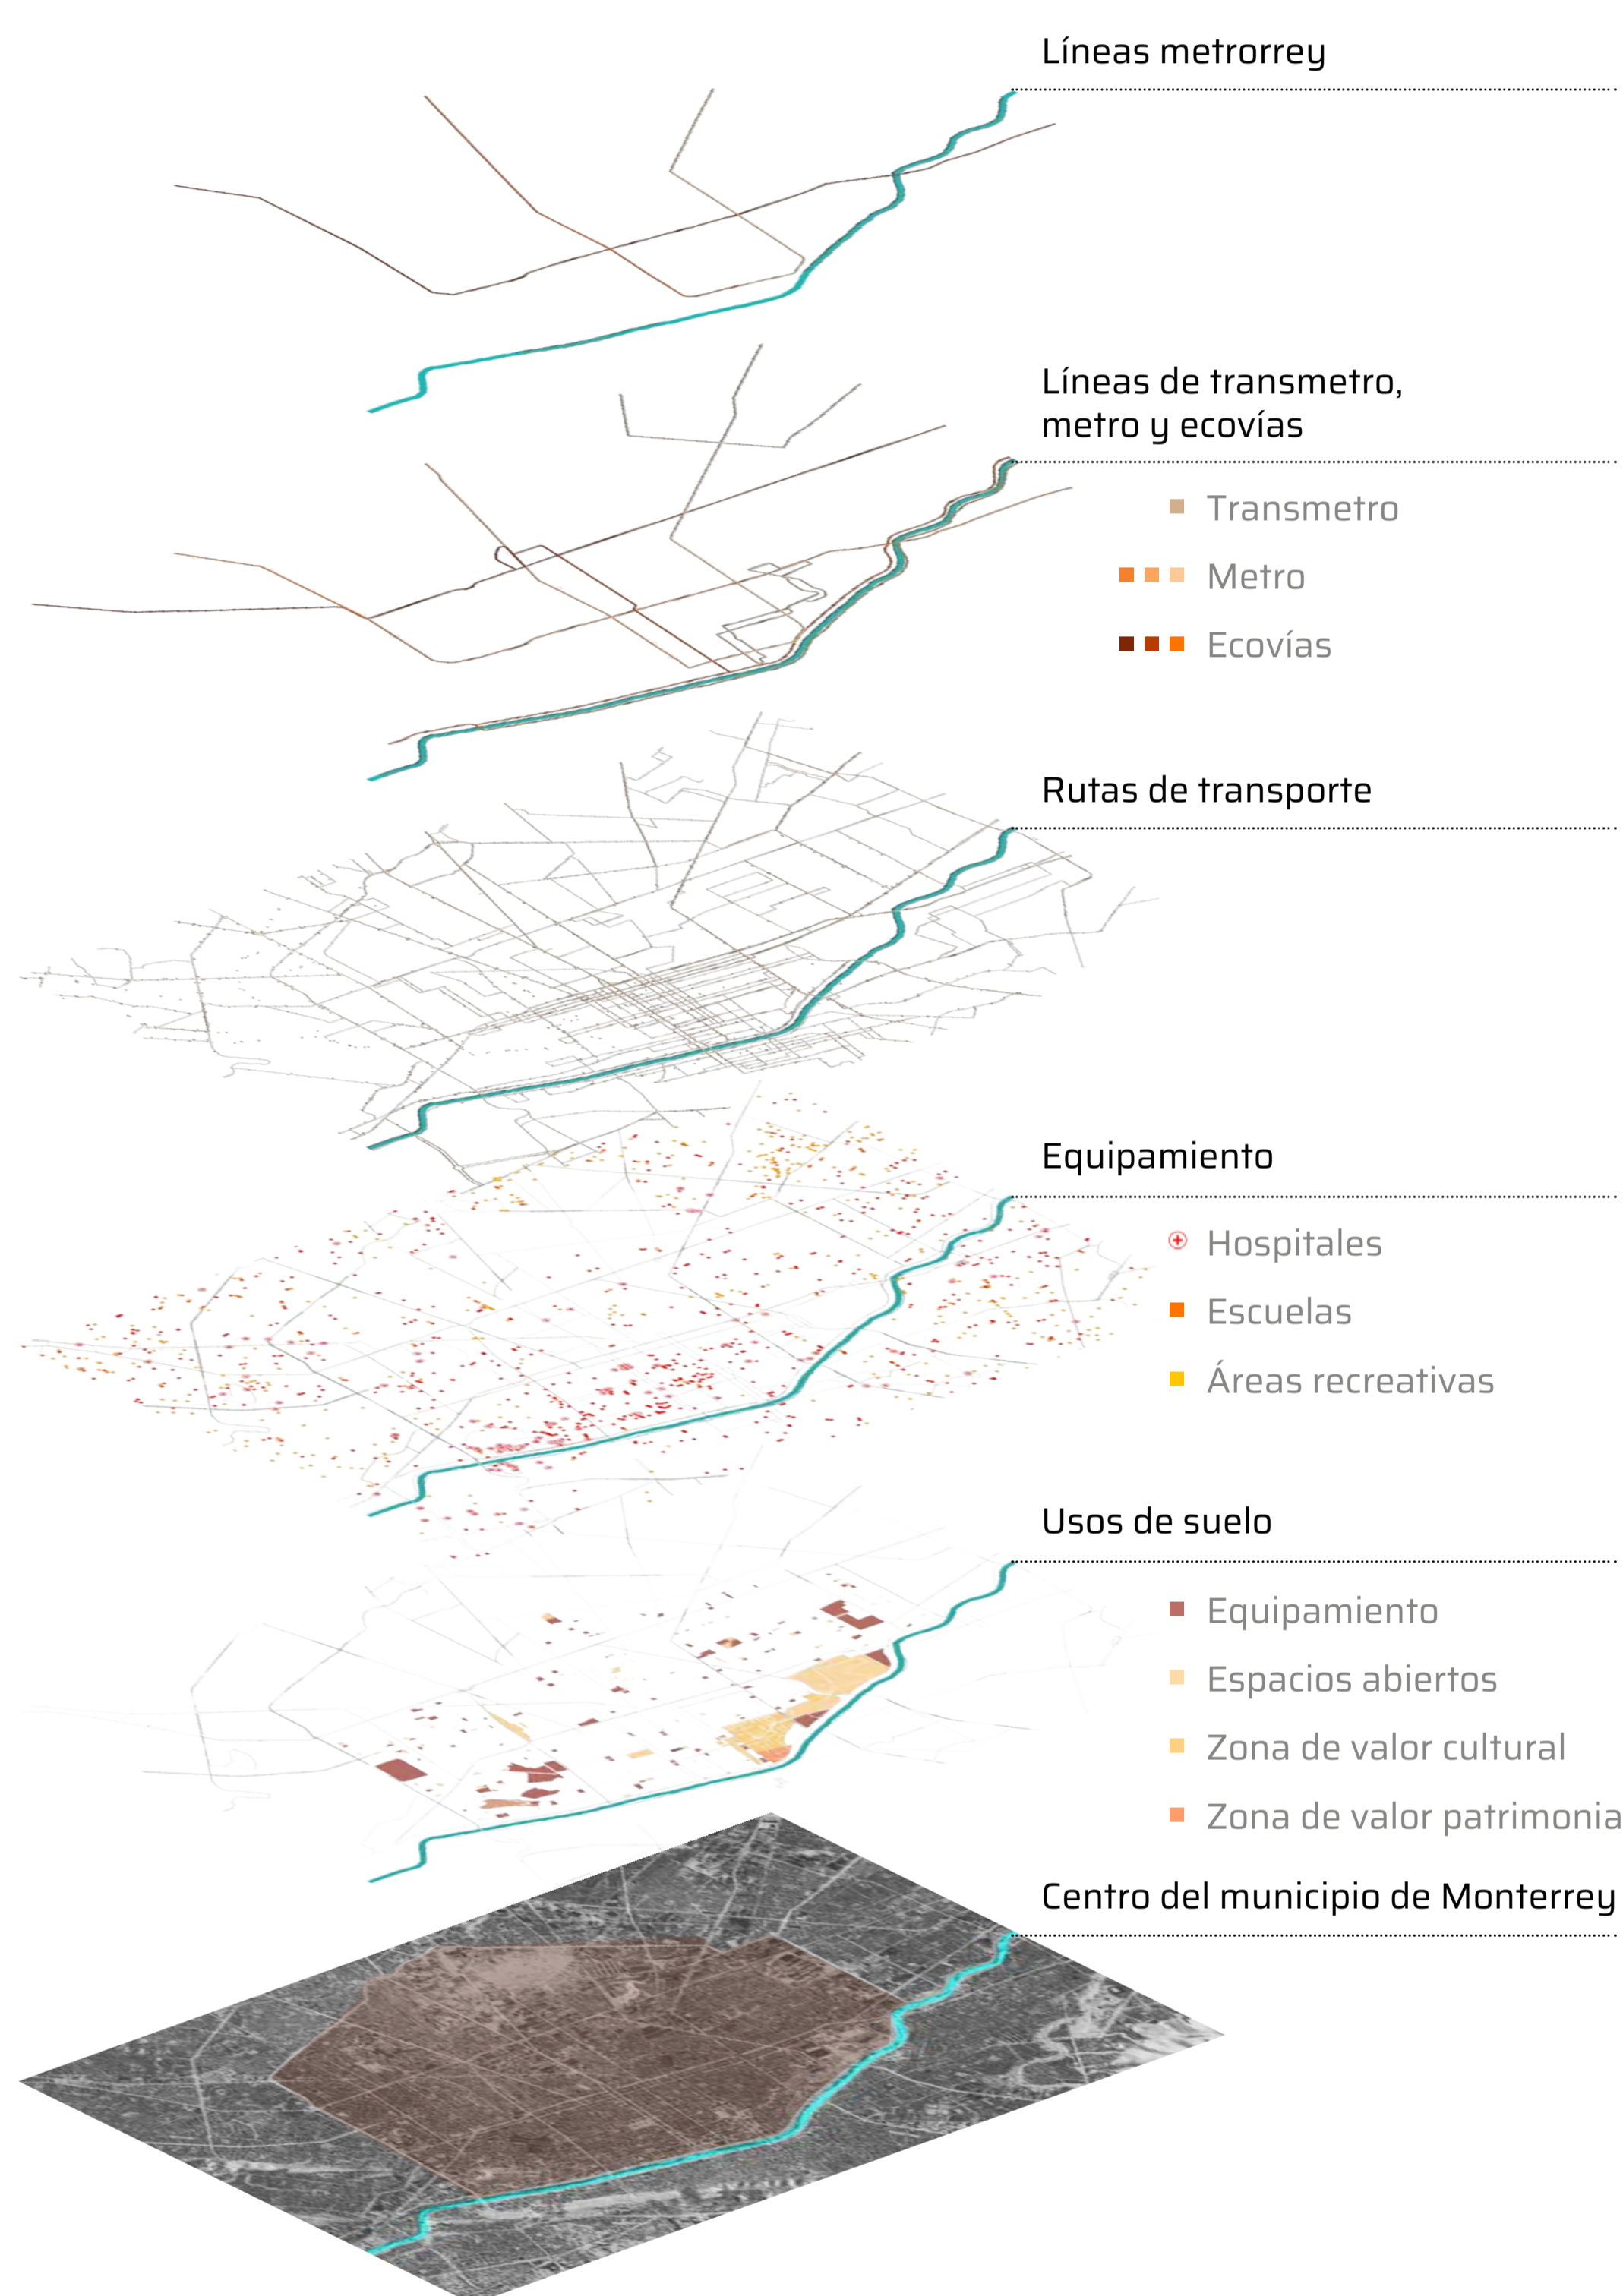 Líneas metrorrey
Líneas de transmetro,
metro y ecovías
Transmetro
Metro
Ecovías
Rutas de transporte
Equipamiento
Hospitales
Escuelas
Áreas recreativas
Usos de suelo
Equipamiento
Espacios abiertos
Zona de valor cultural
Zona de valor patrimonia
Centro del municipio de Monterrey